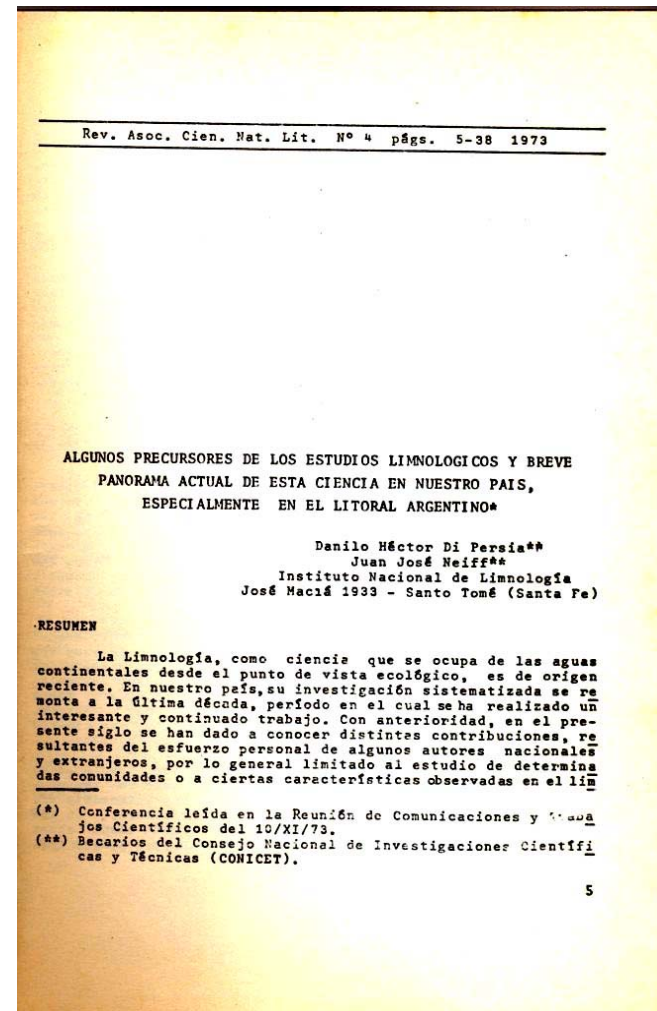 Rev. Asoc. Cien. Nat. Lit. Nº 4 págs. 5-38 1973
ALGUNOS PRECURSORES DE LOS ESTUDIOS LIMNOLOGICOS Y BREVE
PANORAMA ACTUAL DE ESTA CIENCIA EN NUESTRO PAIS,
ESPECIALMENTE EN EL LITORAL ARGENTINO*
Danilo Héctor Di Persia**
Juan José Neiff**
Instituto Nacional de Limnología
José Maciá 1933 - Santo Tomé (Santa Fe)
RESUMEN
La Limnología, como ciencia que se ocupa de las aguas
continentales desde el punto de vista ecológico, es de origen
reciente. En nuestro país, su investigación sistematizada se re
monta a la última década, período en el cual se ha realizado un
interesante y continuado trabajo. Con anterioridad, en el pre-
sente siglo se han dado a conocer distintas contribuciones, re
sultantes del esfuerzo personal de algunos autores nacionales
y extranjeros, por lo general limitado al estudio de determina
das comunidades o a ciertas características observadas en el lim
(*) Conferencia leída en la Reunión de Comunicaciones y
jos Científicos del 10/XI/73.
(**) Becarios del Consejo Nacional de Investigaciones Científi
cas y Técnicas (CONICET).
5